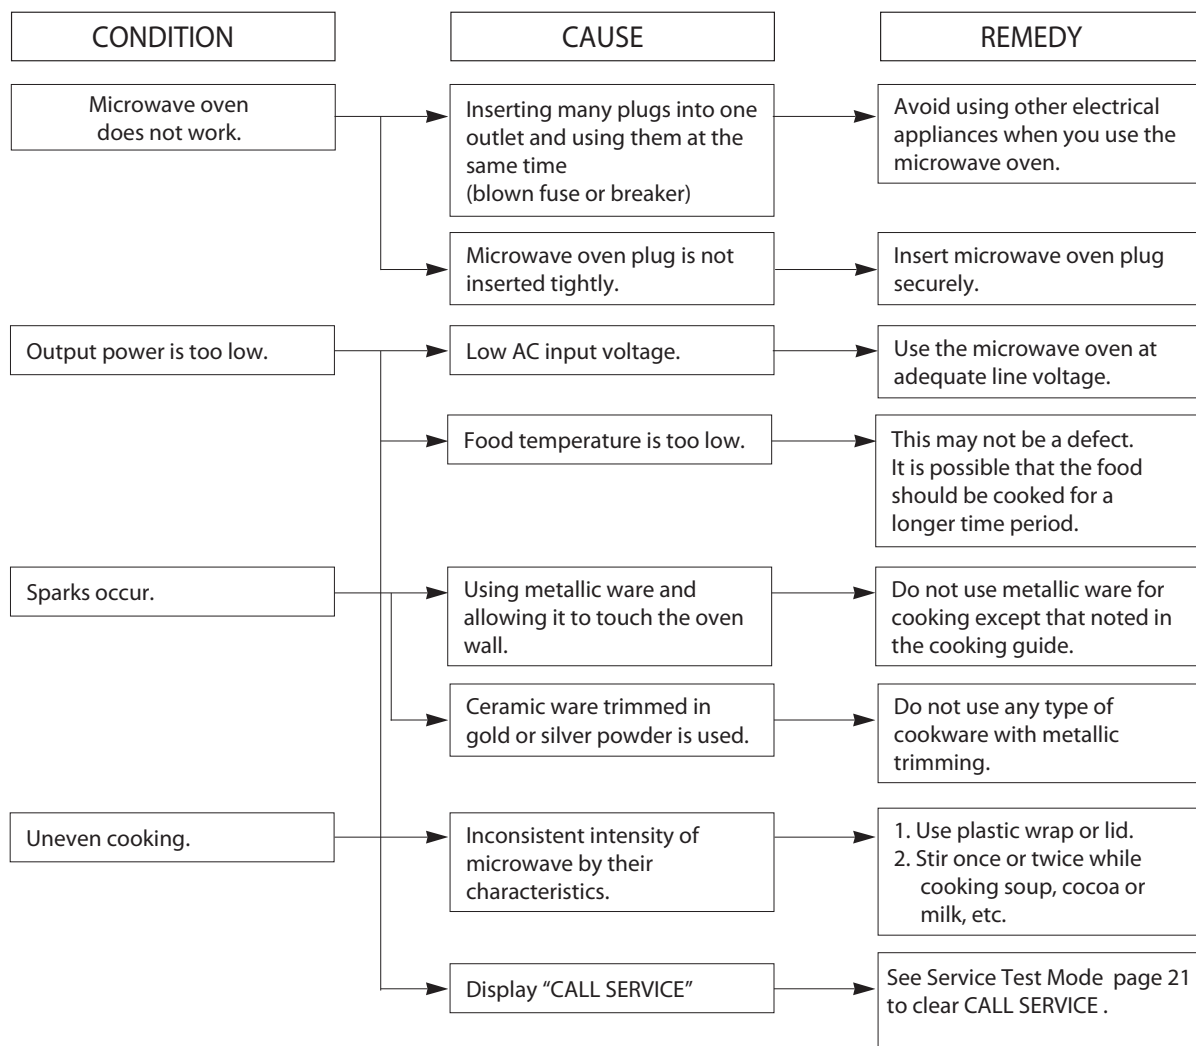 CONDITION
CAUSE
REMEDY
Microwave oven
does not work.
Inserting many plugs into one
outlet and using them at the
same time
(blown fuse or breaker)
Avoid using other electrical
appliances when you use the
microwave oven.
Microwave oven plug is not
inserted tightly.
Insert microwave oven plug
securely.
Output power is too low.
Low AC input voltage.
Use the microwave oven at
adequate line voltage.
Food temperature is too low.
This may not be a defect.
It is possible that the food
should be cooked for a
longer time period.
Sparks occur.
Using metallic ware and
allowing it to touch the oven
wall.
Do not use metallic ware for
cooking except that noted in
the cooking guide.
Ceramic ware trimmed in
gold or silver powder is used.
Do not use any type of
cookware with metallic
trimming.
Uneven cooking.
Inconsistent intensity of
microwave by their
characteristics.
1. Use plastic wrap or lid.
2. Stir once or twice while
cooking soup, cocoa or
milk, etc.
Display “CALL SERVICE”
See Service Test Mode page 21
to clear CALL SERVICE .